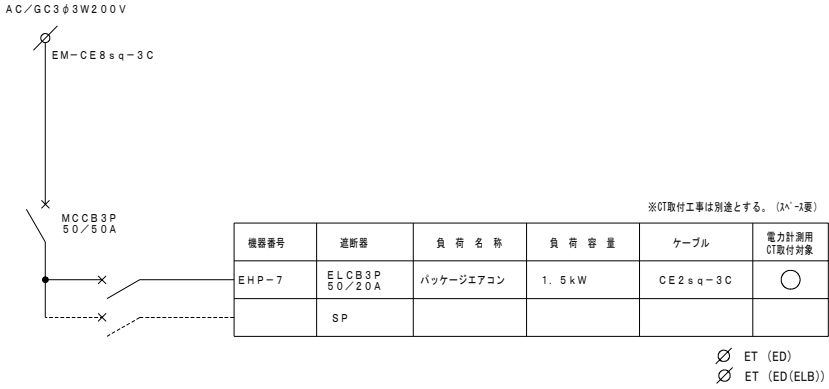 AC/GC3φ3W200V
EM-CE8sq-3C
MCCB3P
50/50A
※CT取付工事は別途とする。(スペース要)
機器番号 遮断器 負荷名称 負荷容量 ケーブル 電力計測用
CT取付対象
EHP-7 ELCB3P
50/20A パッケージエアコン 1.5kW CE2sq-3C ○
SP
ET (ED)
ET (ED(ELB))